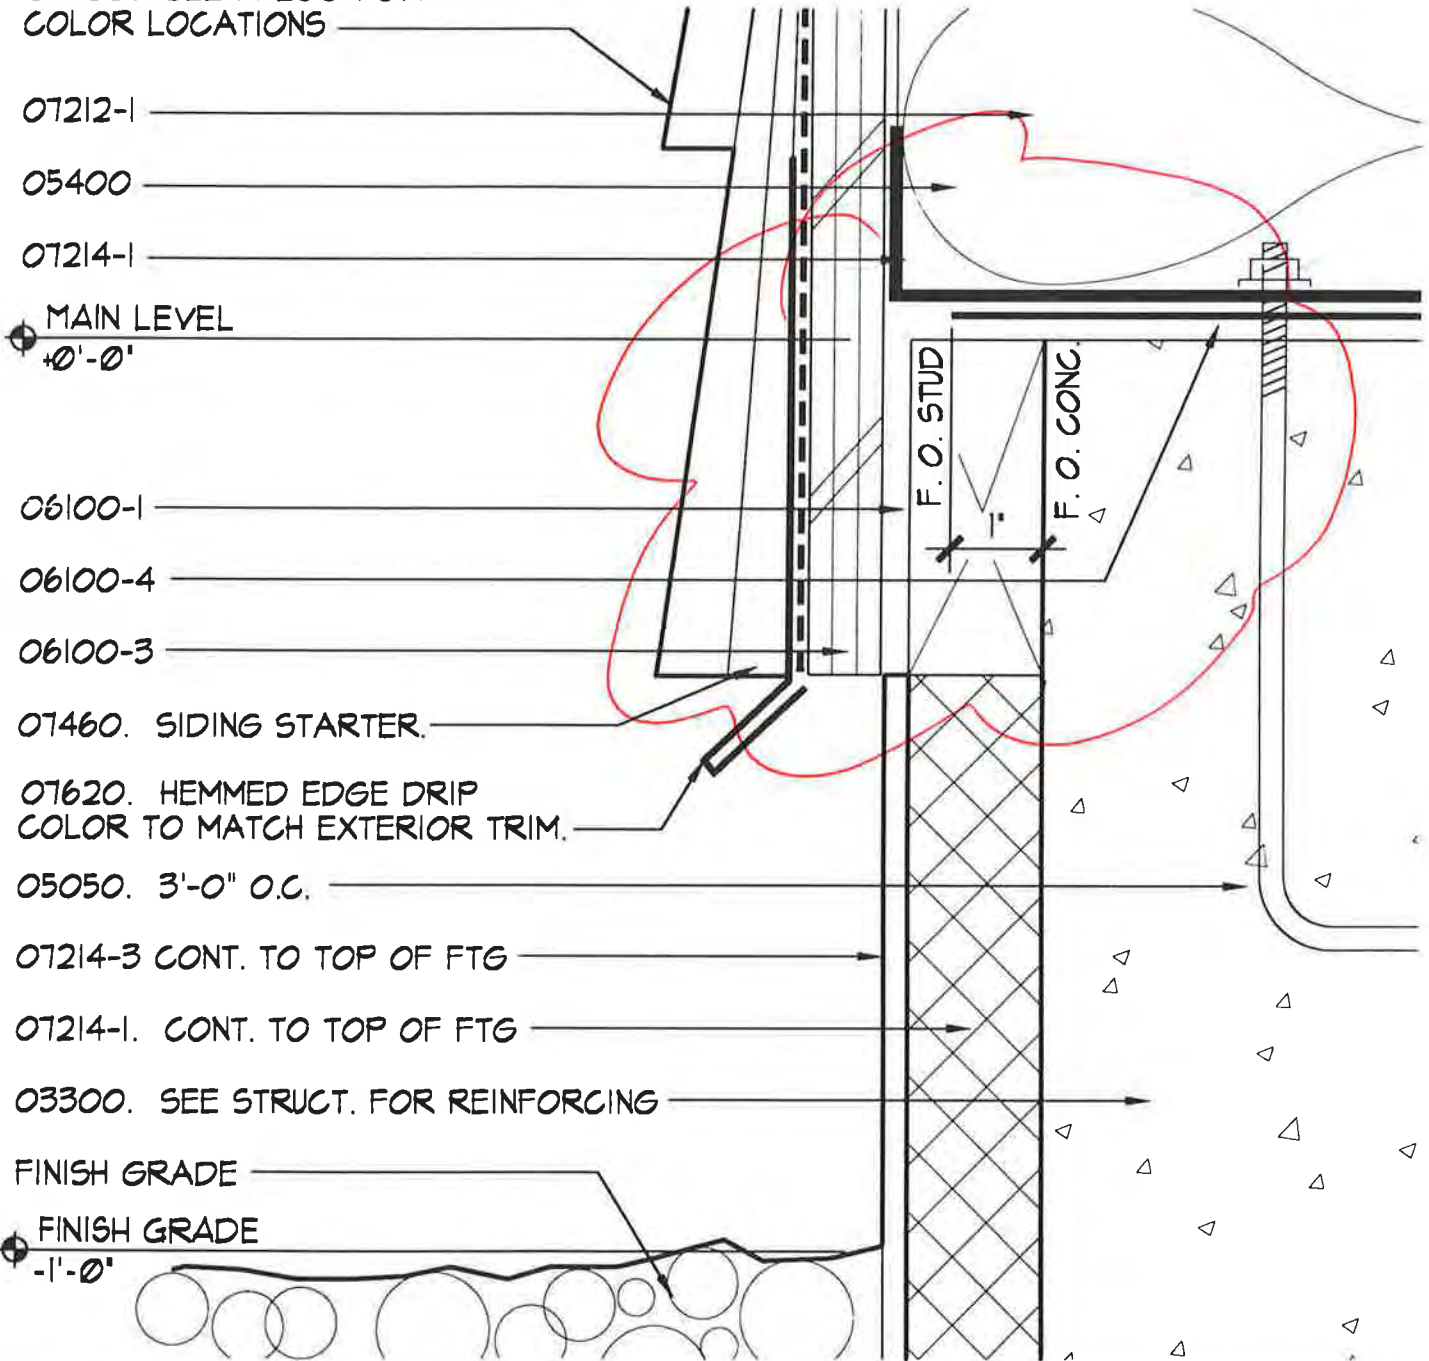 COLOR LOCATIONS
07212-1
05400
07214-1
MAIN LEVEL
+0'-0"
F. O. STUD
F. O. CONC.
06100-1
1"
06100-4
06100-3
07460. SIDING STARTER.
07620. HEMMED EDGE DRIP
COLOR TO MATCH EXTERIOR TRIM.
05050. 3'-0" O.C.
07214-3 CONT. TO TOP OF FTG
07214-1. CONT. TO TOP OF FTG
03300. SEE STRUCT. FOR REINFORCING
FINISH GRADE
FINISH GRADE
-1'-0"